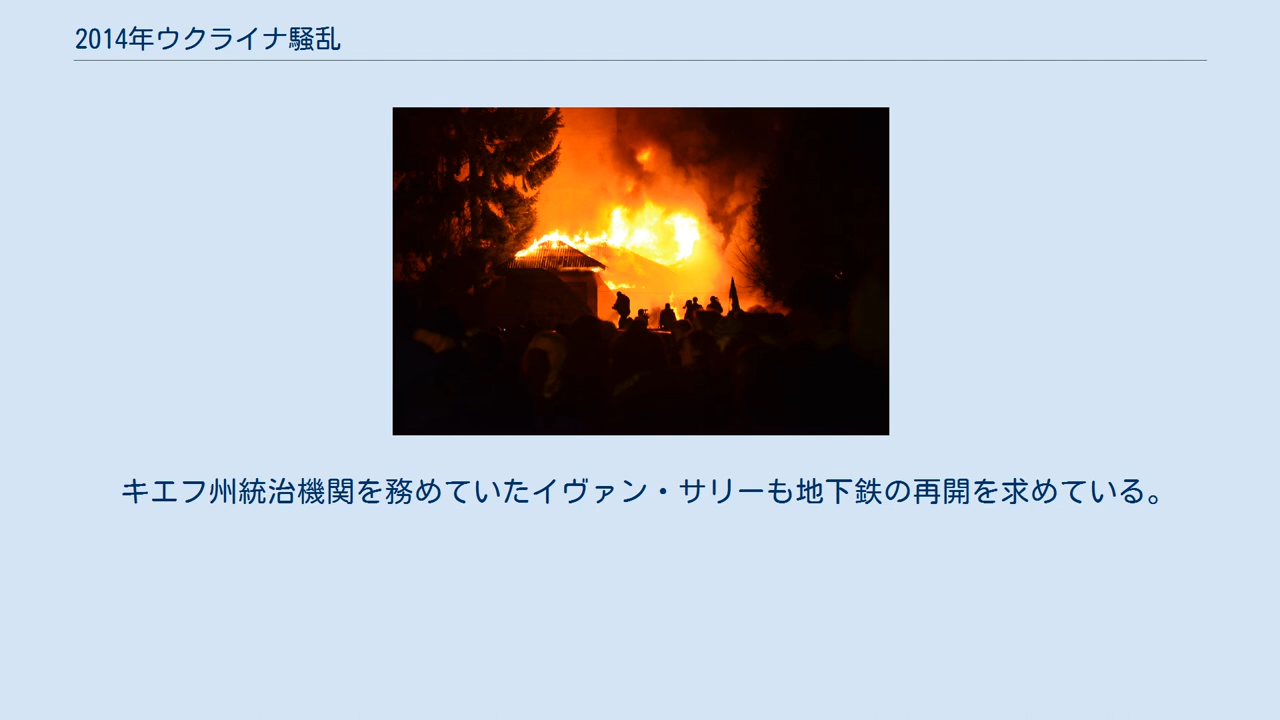 2014年ウクライナ騒乱
キエフ州統治機関を務めていたイヴァン・サリーも地下鉄の再開を求めている。